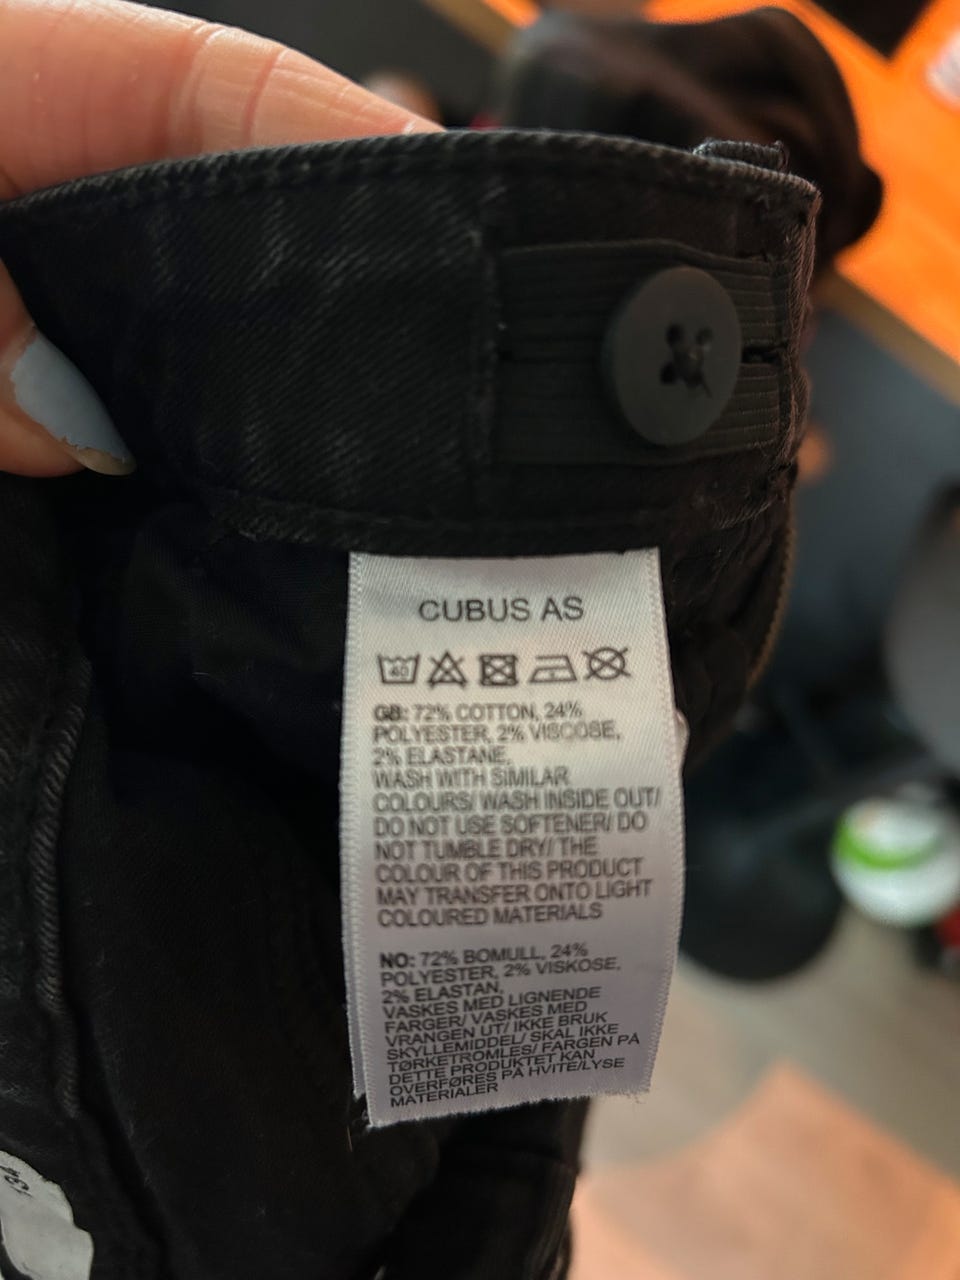 CUBUS AS
40
GB: 72% COTTON, 24%
POLYESTER, 2% VISCOSE,
2% ELASTANE,
WASH WITH SIMILAR
COLOURS/ WASH INSIDE OUT/
DO NOT USE SOFTENER/ DO
NOT TUMBLE DRY/ THE
COLOUR OF THIS PRODUCT
MAY TRANSFER ONTO LIGHT
COLOURED MATERIALS
NO: 72% BOMULL, 24%
POLYESTER, 2% VISKOSE,
2% ELASTAN,
VASKES MED LIGNENDE
FARGER/ VASKES MED
VRANGEN UT/ IKKE BRUK
SKYLLEMIDDEL/ SKAL IKKE
TØRKETROMLES/ FARGEN PÅ
DETTE PRODUKTET KAN
OVERFØRES PÅ HVITE/LYSE
MATERIALER
134